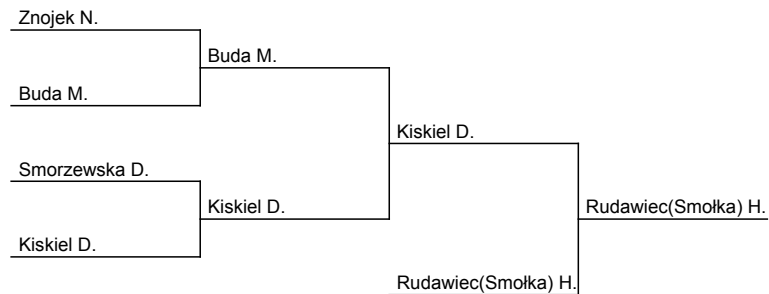 Znojek N.
Buda M.
Buda M.
Kiskiel D.
Smorzewska D.
Kiskiel D.
Rudawiec(Smołka) H.
Kiskiel D.
Rudawiec(Smołka) H.